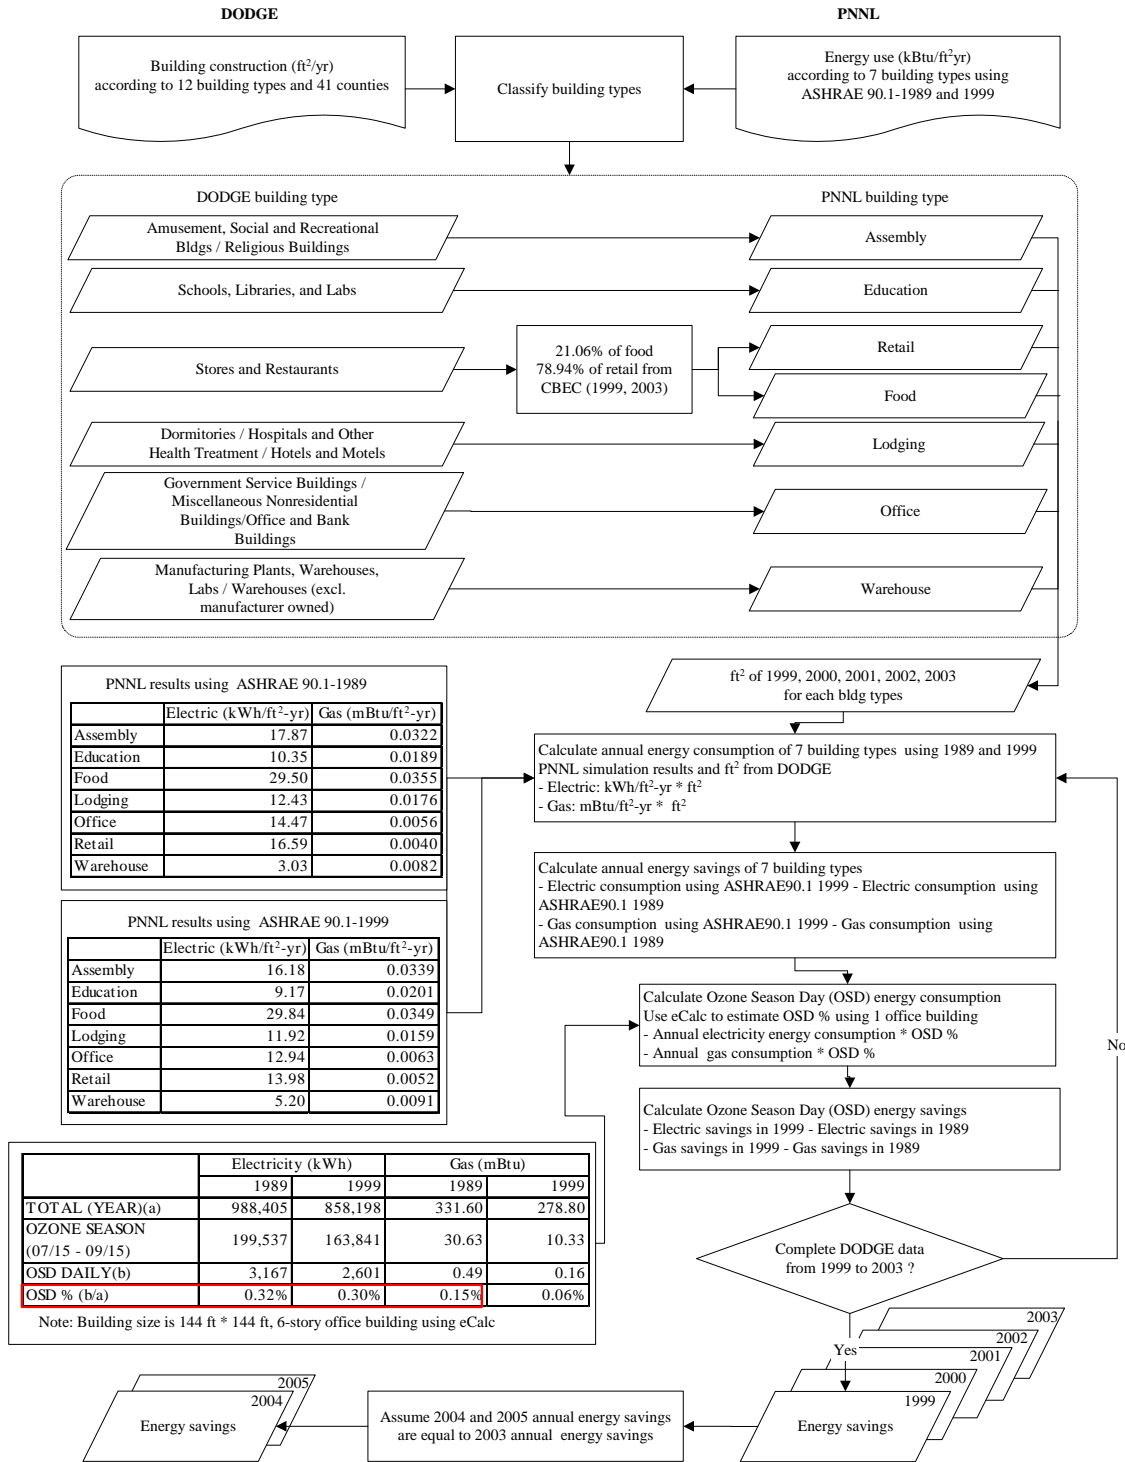 DODGE
PNNL
Building construction (ft²/yr)
according to 12 building types and 41 counties
Classify building types
Energy use (kBtu/ft²yr)
according to 7 building types using
ASHRAE 90.1-1989 and 1999
DODGE building type
PNNL building type
Amusement, Social and Recreational
Bldgs / Religious Buildings
Assembly
Schools, Libraries, and Labs
Education
Stores and Restaurants
21.06% of food
78.94% of retail from
CBEC (1999, 2003)
Retail
Food
Dormitories / Hospitals and Other
Health Treatment / Hotels and Motels
Lodging
Government Service Buildings /
Miscellaneous Nonresidential
Buildings/Office and Bank
Buildings
Office
Manufacturing Plants, Warehouses,
Labs / Warehouses (excl.
manufacturer owned)
Warehouse
ft² of 1999, 2000, 2001, 2002, 2003
for each bldg types
PNNL results using ASHRAE 90.1-1989
Electric (kWh/ft²-yr) Gas (mBtu/ft²-yr)
Assembly 17.87 0.0322
Education 10.35 0.0189
Food 29.50 0.0355
Lodging 12.43 0.0176
Office 14.47 0.0056
Retail 16.59 0.0040
Warehouse 3.03 0.0082
Calculate annual energy consumption of 7 building types using 1989 and 1999
PNNL simulation results and ft² from DODGE
- Electric: kWh/ft²-yr * ft²
- Gas: mBtu/ft²-yr * ft²
Calculate annual energy savings of 7 building types
- Electric consumption using ASHRAE90.1 1999 - Electric consumption using
ASHRAE90.1 1989
- Gas consumption using ASHRAE90.1 1999 - Gas consumption using
ASHRAE90.1 1989
PNNL results using ASHRAE 90.1-1999
Electric (kWh/ft²-yr) Gas (mBtu/ft²-yr)
Assembly 16.18 0.0339
Education 9.17 0.0201
Food 29.84 0.0349
Lodging 11.92 0.0159
Office 12.94 0.0063
Retail 13.98 0.0052
Warehouse 5.20 0.0091
Calculate Ozone Season Day (OSD) energy consumption
Use eCalc to estimate OSD % using 1 office building
- Annual electricity energy consumption * OSD %
- Annual gas consumption * OSD %
No
Calculate Ozone Season Day (OSD) energy savings
- Electric savings in 1999 - Electric savings in 1989
- Gas savings in 1999 - Gas savings in 1989
Electricity (kWh) Gas (mBtu)
1989 1999 1989 1999
TOTAL (YEAR)(a) 988,405 858,198 331.60 278.80
OZONE SEASON
(07/15 - 09/15) 199,537 163,841 30.63 10.33
OSD DAILY(b) 3,167 2,601 0.49 0.16
OSD % (b/a) 0.32% 0.30% 0.15% 0.06%
Note: Building size is 144 ft * 144 ft, 6-story office building using eCalc
Complete DODGE data
from 1999 to 2003 ?
Yes
2003
2002
2001
2000
1999
Energy savings
Assume 2004 and 2005 annual energy savings
are equal to 2003 annual energy savings
2005
2004
Energy savings